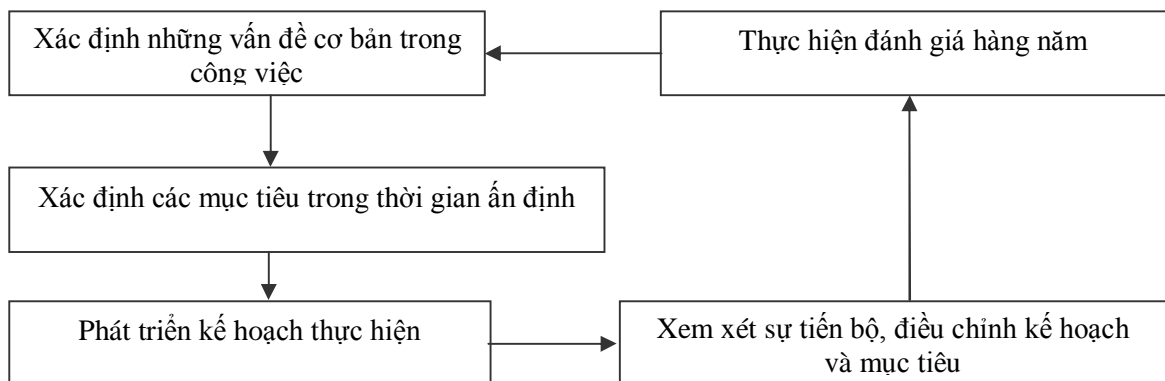 Xác định những vấn đề cơ bản trong
công việc
Thực hiện đánh giá hàng năm
Xác định các mục tiêu trong thời gian ấn định
Phát triển kế hoạch thực hiện
Xem xét sự tiến bộ, điều chỉnh kế hoạch
và mục tiêu